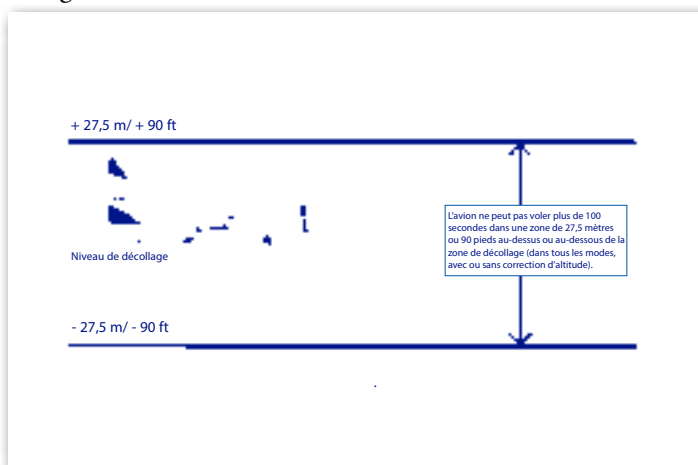 + 27,5 m/ + 90 ft
L'avion ne peut pas voler plus de 100
secondes dans une zone de 27,5 mètres
ou 90 pieds au-dessus ou au-dessous de la
zone de décollage (dans tous les modes,
avec ou sans correction d'altitude).
Niveau de décollage
- 27,5 m/ - 90 ft